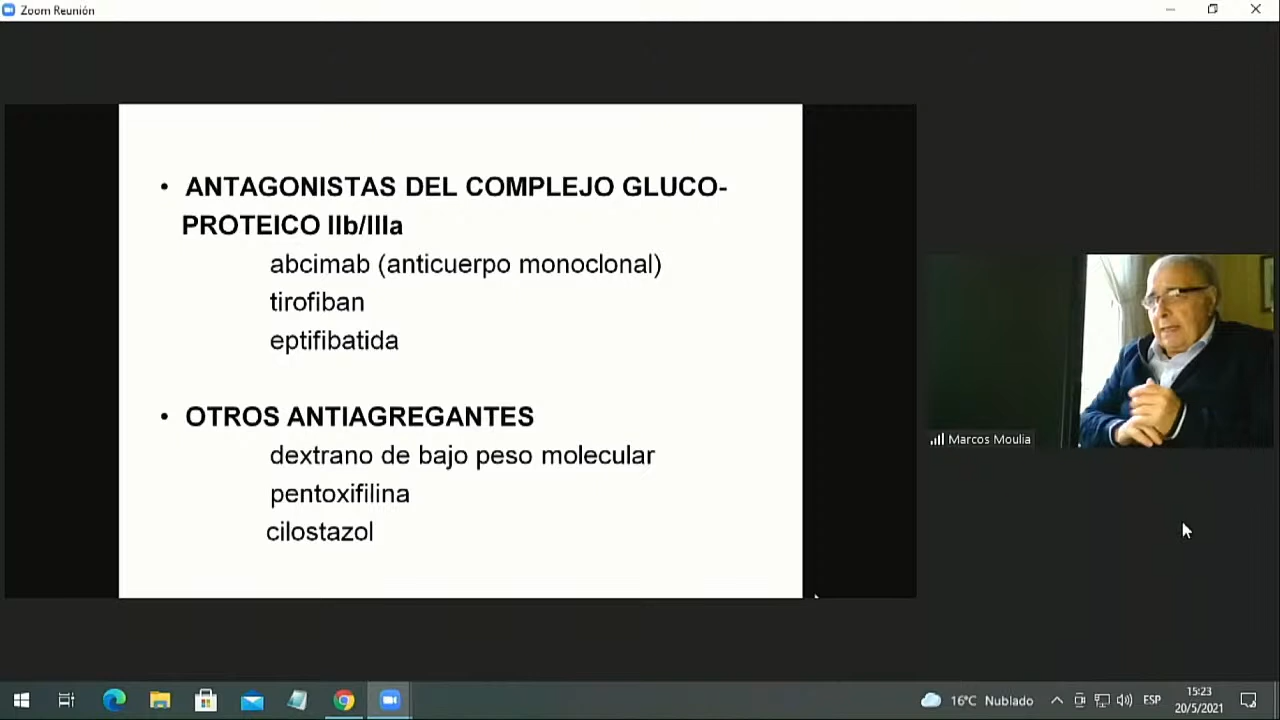 Zoom Reunión
• ANTAGONISTAS DEL COMPLEJO GLUCO-
PROTEICO IIb/IIIa
abcimab (anticuerpo monoclonal)
tirofiban
eptifibatida
• OTROS ANTIAGREGANTES
dextrano de bajo peso molecular
pentoxifilina
cilostazol
Marcos Moulia
16°C Nublado
ESP
15:23
20/5/2021